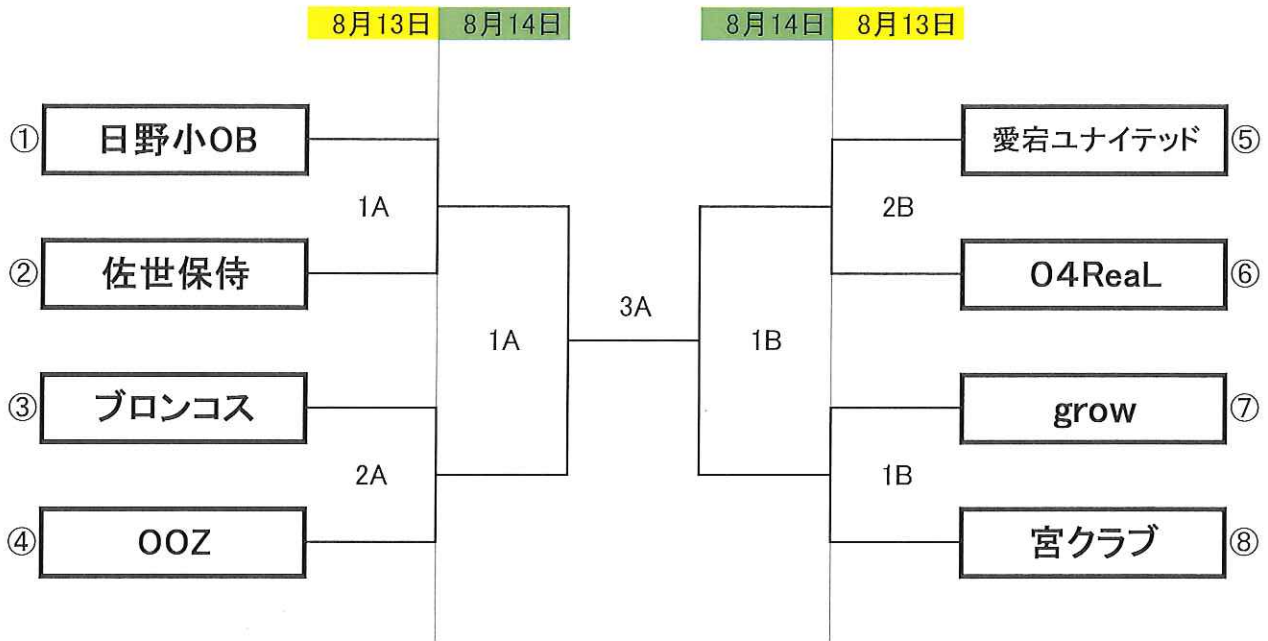 8月13日 8月14日 8月14日 8月13日
① 日野小OB 愛宕ユナイテッド ⑤
1A 2B
② 佐世保侍 04ReaL ⑥
3A
1A 1B
③ ブロンコス grow ⑦
2A 1B
④ OOZ 宮クラブ ⑧